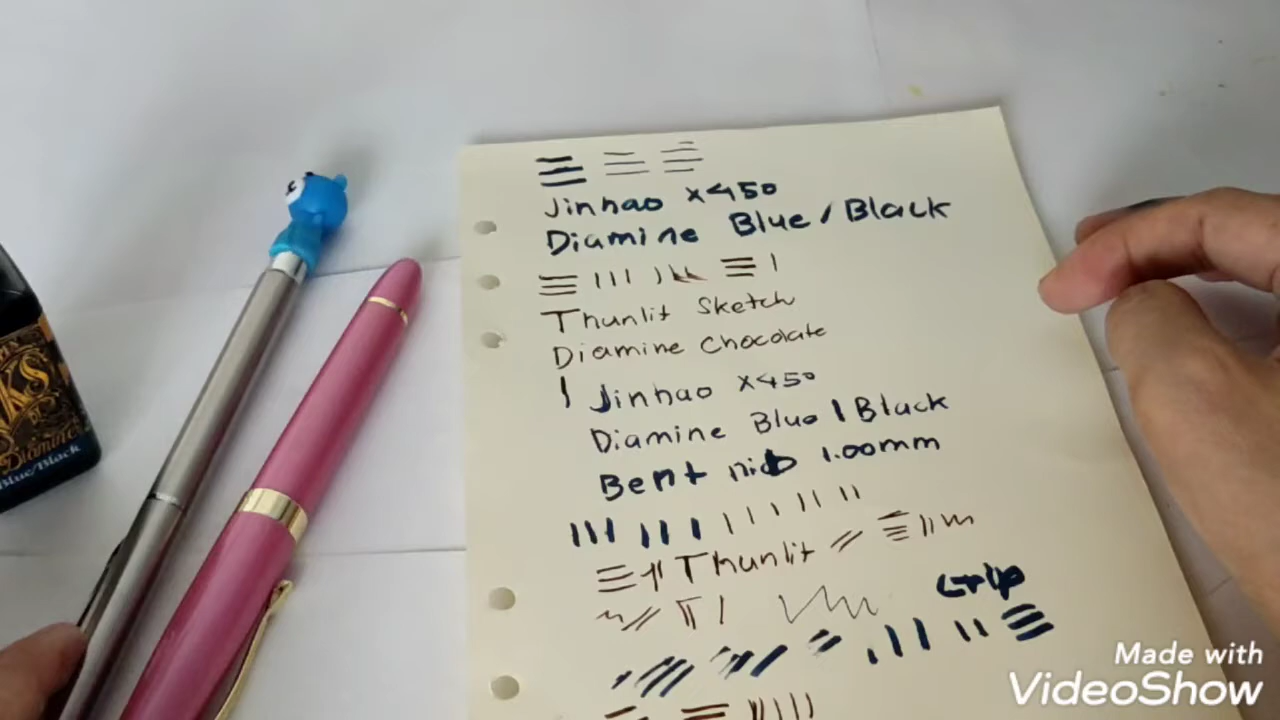 Jinhao X450
Diamine Blue/Black
Thunlit Sketch
Diamine Chocolate
Jinhao X450
Diamine Blue/Black
Bent nib 1.00mm
Thunlit
KS
Diamine
Blue/Black
Made with
VideoShow